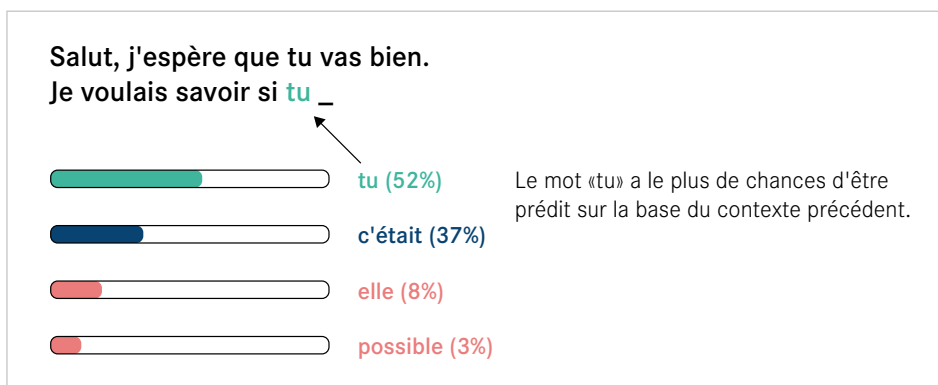 Salut, j'espère que tu vas bien.
Je voulais savoir si tu _
tu (52%)
Le mot «tu» a le plus de chances d'être
prédit sur la base du contexte précédent.
c'était (37%)
elle (8%)
possible (3%)